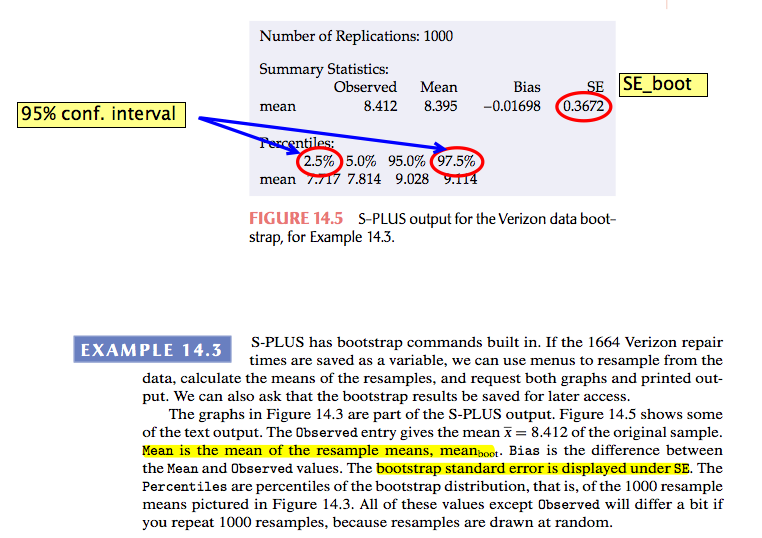 Number of Replications: 1000
Summary Statistics:
Observed Mean Bias SE
mean 8.412 8.395 −0.01698 0.3672
SE_boot
95% conf. interval
Percentiles:
2.5% 5.0% 95.0% 97.5%
mean 7.717 7.814 9.028 9.114
FIGURE 14.5 S-PLUS output for the Verizon data boot-
strap, for Example 14.3.
EXAMPLE 14.3 S-PLUS has bootstrap commands built in. If the 1664 Verizon repair
times are saved as a variable, we can use menus to resample from the
data, calculate the means of the resamples, and request both graphs and printed out-
put. We can also ask that the bootstrap results be saved for later access.
The graphs in Figure 14.3 are part of the S-PLUS output. Figure 14.5 shows some
of the text output. The Observed entry gives the mean x̅ = 8.412 of the original sample.
Mean is the mean of the resample means, meanboot. Bias is the difference between
the Mean and Observed values. The bootstrap standard error is displayed under SE. The
Percentiles are percentiles of the bootstrap distribution, that is, of the 1000 resample
means pictured in Figure 14.3. All of these values except Observed will differ a bit if
you repeat 1000 resamples, because resamples are drawn at random.